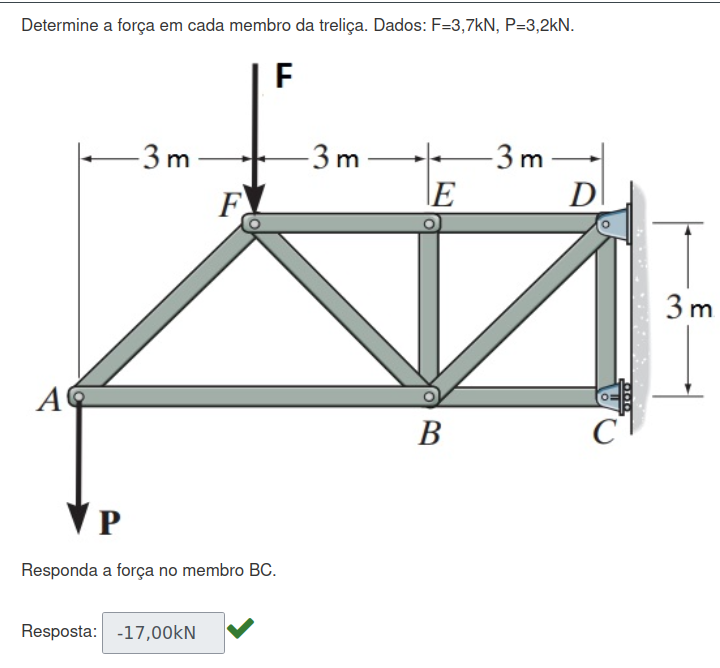 Determine a força em cada membro da treliça. Dados: F=3,7kN, P=3,2kN.
F
3 m 3 m 3 m
F E D
3 m
A B C
P
Responda a força no membro BC.
Resposta: -17,00kN